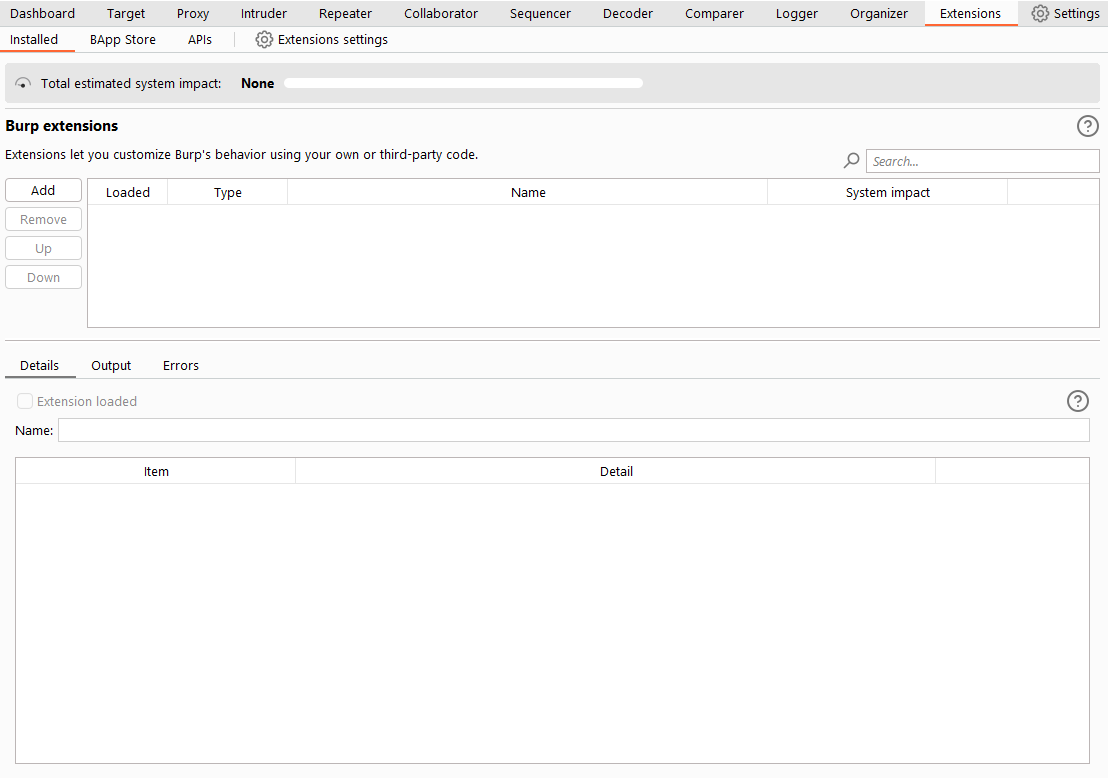 Dashboard Target Proxy Intruder Repeater Collaborator Sequencer Decoder Comparer Logger Organizer Extensions Settings
Installed BApp Store APIs Extensions settings
Total estimated system impact: None
Burp extensions
Extensions let you customize Burp's behavior using your own or third-party code.
Search...
Add
Loaded Type Name System impact
Remove
Up
Down
Details Output Errors
Extension loaded
Name:
Item Detail